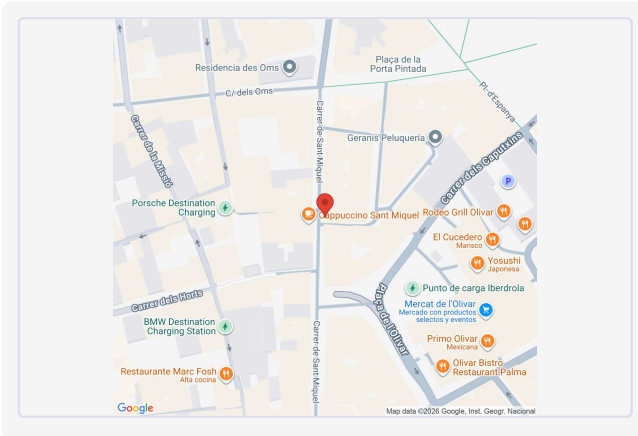 Residencia des Oms
Plaça de la
Porta Pintada
C/ dels Oms
Pl. d'Espanya
Carrer de Sant Miquel
Carrer de la Missió
Geranis Peluquería
Carrer dels Caputxins
P
Porsche Destination
Charging
Cappuccino Sant Miquel
Rodeo Grill Olivar
El Cucedero
Marisco
Yosushi
Japonesa
Punto de carga Iberdrola
Carrer dels Horts
Plaça de l'Olivar
Mercat de l'Olivar
Mercado con productos
selectos y eventos
BMW Destination
Charging Station
Carrer de Sant Miquel
Primo Olivar
Mexicana
Restaurante Marc Fosh
Alta cocina
Olivar Bistro
Restaurant Palma
Google
Map data ©2026 Google, Inst. Geogr. Nacional